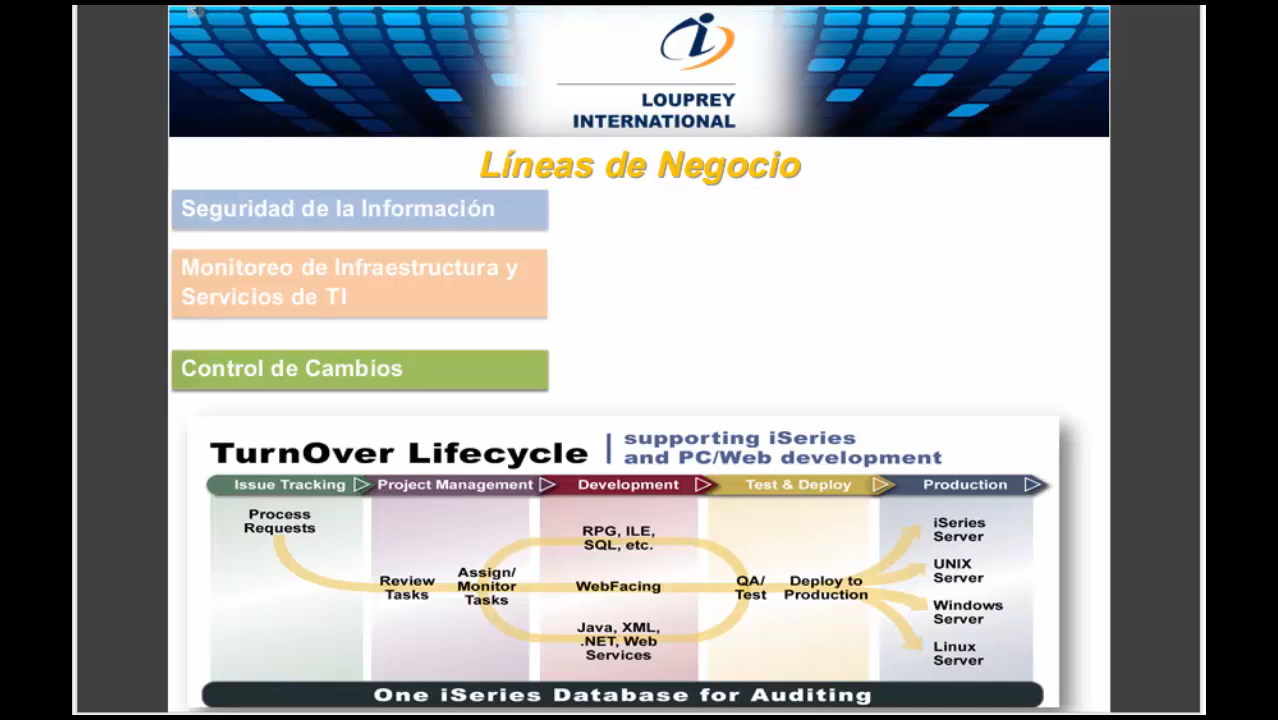 LOUPREY
INTERNATIONAL
Líneas de Negocio
Seguridad de la Información
Monitoreo de Infraestructura y
Servicios de TI
Control de Cambios
TurnOver Lifecycle
supporting iSeries
and PC/Web development
Issue Tracking
Project Management
Development
Test & Deploy
Production
Process
Requests
Review
Tasks
Assign/
Monitor
Tasks
RPG, ILE,
SQL, etc.
WebFacing
Java, XML,
.NET, Web
Services
QA/
Test
Deploy to
Production
iSeries
Server
UNIX
Server
Windows
Server
Linux
Server
One iSeries Database for Auditing